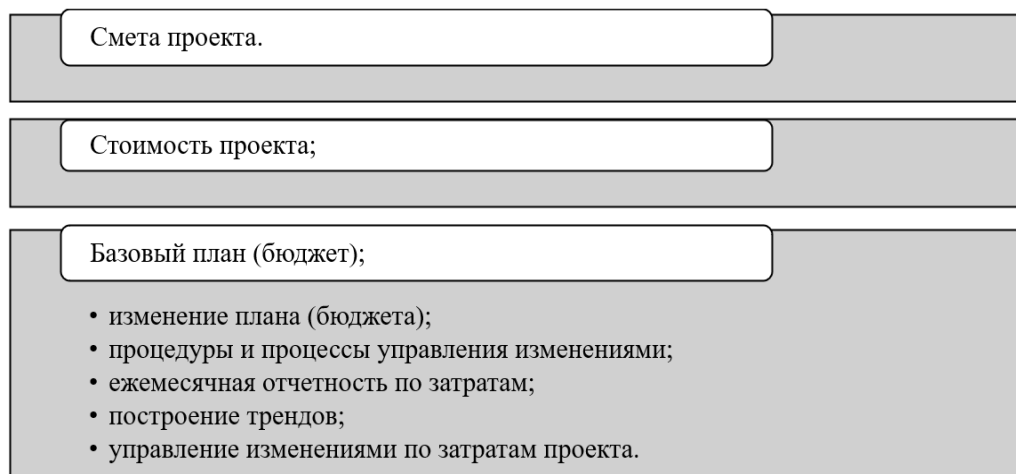 Смета проекта.
Стоимость проекта;
Базовый план (бюджет);
• изменение плана (бюджета);
• процедуры и процессы управления изменениями;
• ежемесячная отчетность по затратам;
• построение трендов;
• управление изменениями по затратам проекта.